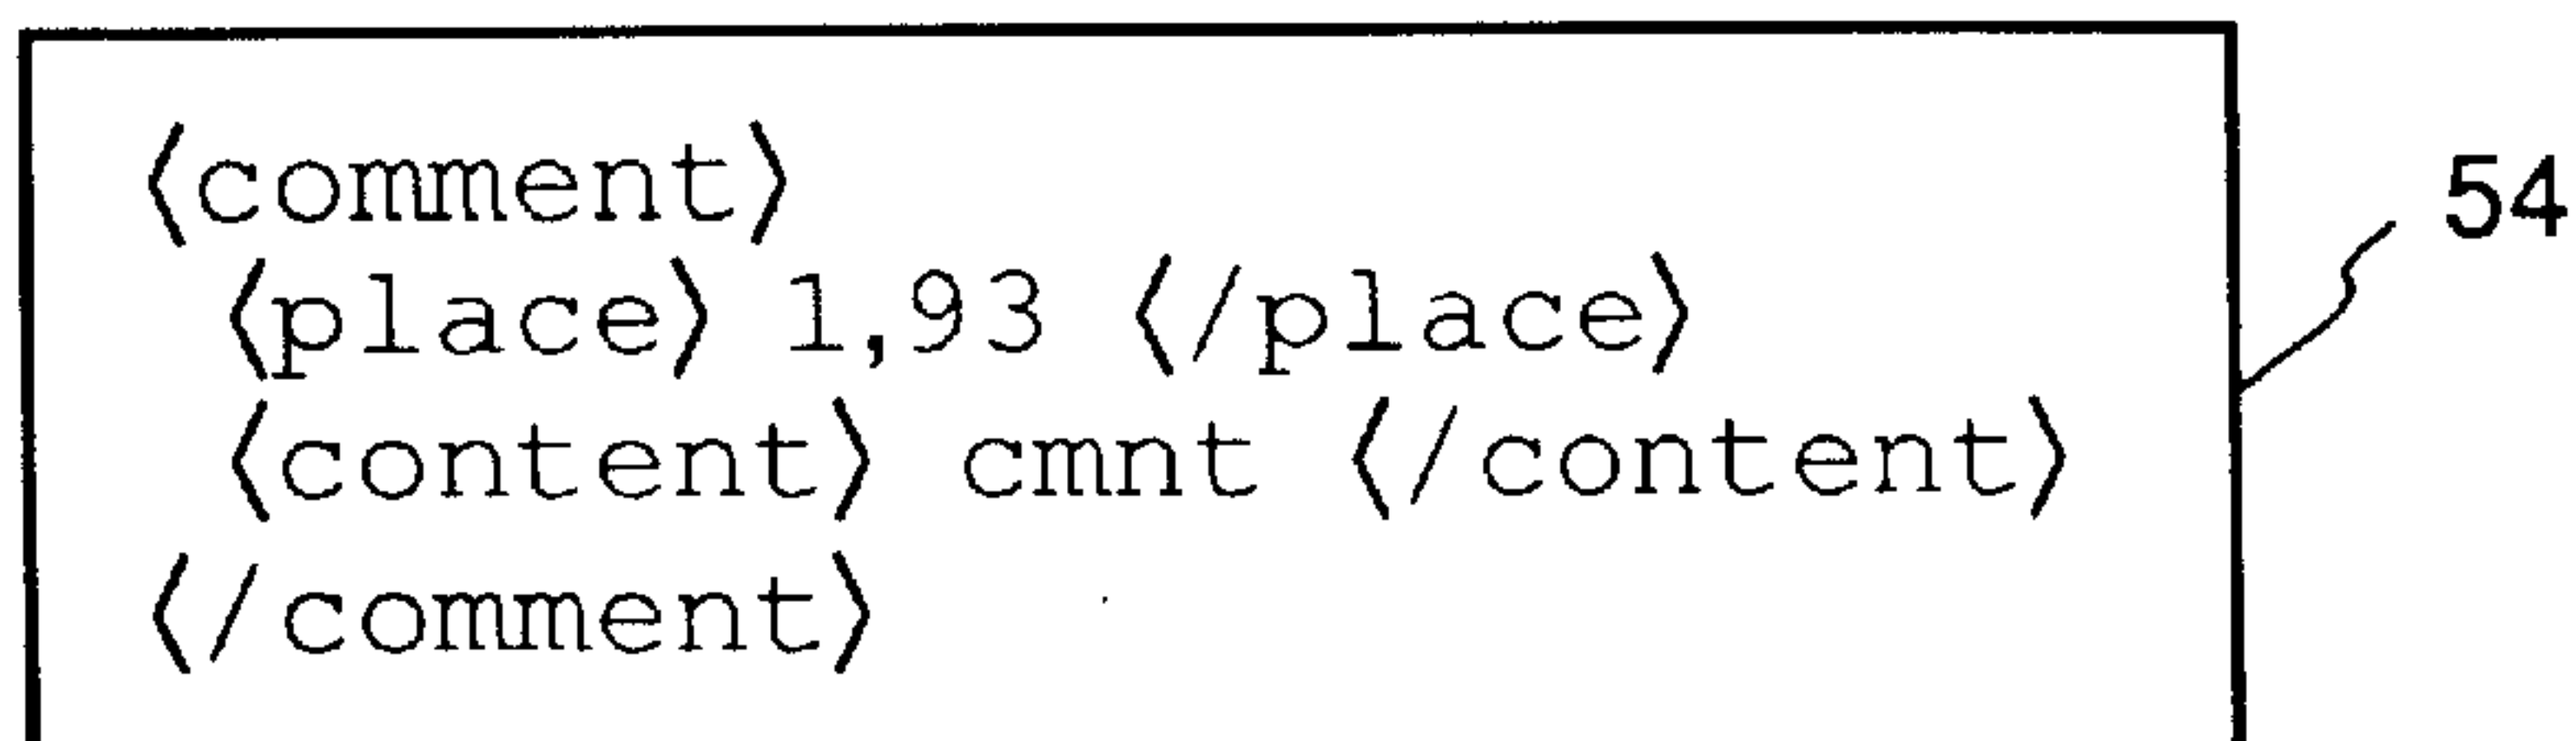 ⟨comment⟩
⟨place⟩ 1,93 ⟨/place⟩
⟨content⟩ cmnt ⟨/content⟩
⟨/comment⟩
54